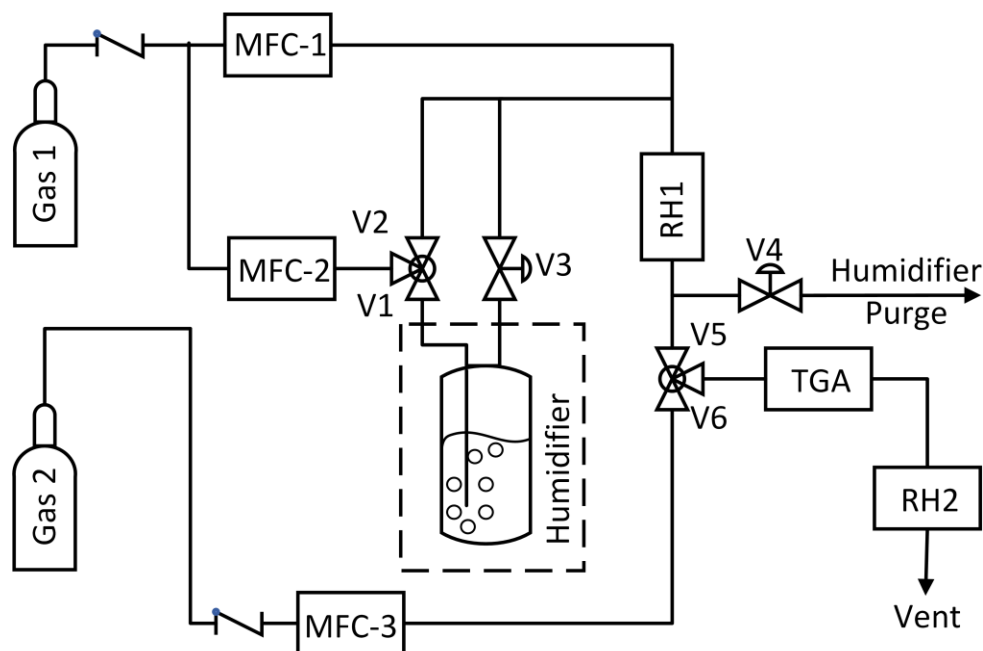 MFC-1
Gas 1
V2
MFC-2
V1
V3
RH1
V4
Humidifier
Purge
V5
TGA
V6
Gas 2
Humidifier
RH2
MFC-3
Vent